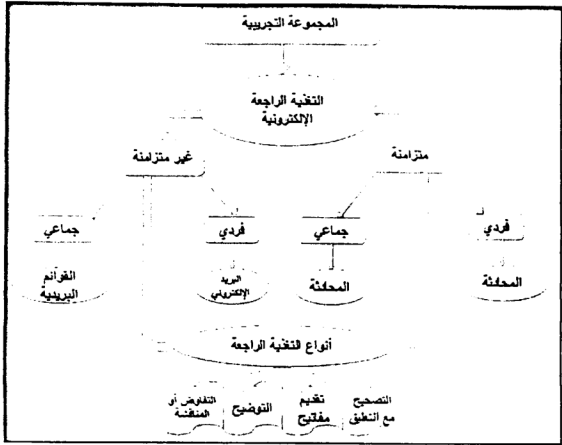 المجموعة التجريبية
التغذية الراجعة
الإلكترونية
متزامنة
غير متزامنة
فردي
جماعي
فردي
جماعي
المحادثة
المحادثة
البريد
الإلكتروني
القوائم
البريدية
أنواع التغذية الراجعة
التصحيح
مع التعليق
تقديم
مفاتيح
التوضيح
التفاوض أو
المناقشة